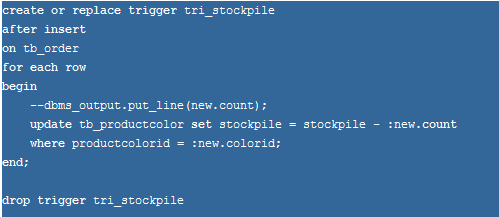 create or replace trigger tri_stockpile
after insert
on tb_order
for each row
begin
    --dbms_output.put_line(new.count);
    update tb_productcolor set stockpile = stockpile - :new.count
    where productcolorid = :new.colorid;
end;
drop trigger tri_stockpile